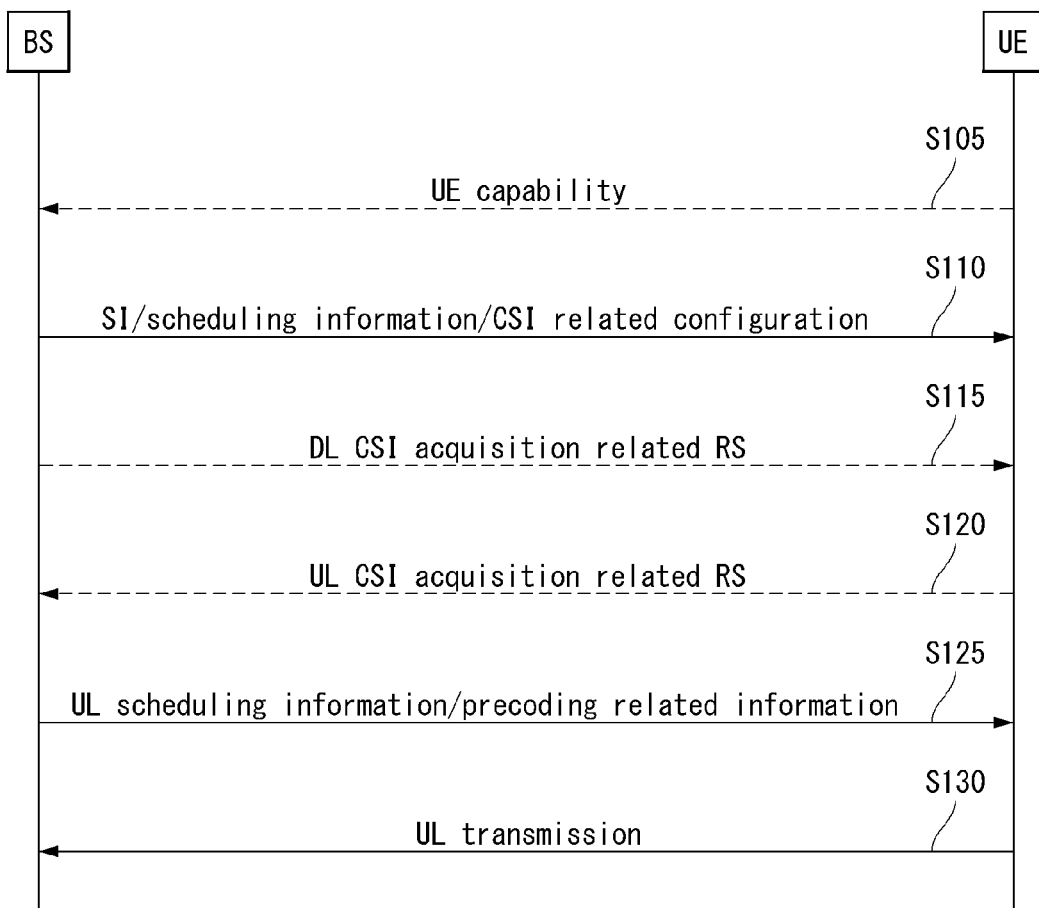 BS
UE
S105
UE capability
S110
SI/scheduling information/CSI related configuration
S115
DL CSI acquisition related RS
S120
UL CSI acquisition related RS
S125
UL scheduling information/precoding related information
S130
UL transmission